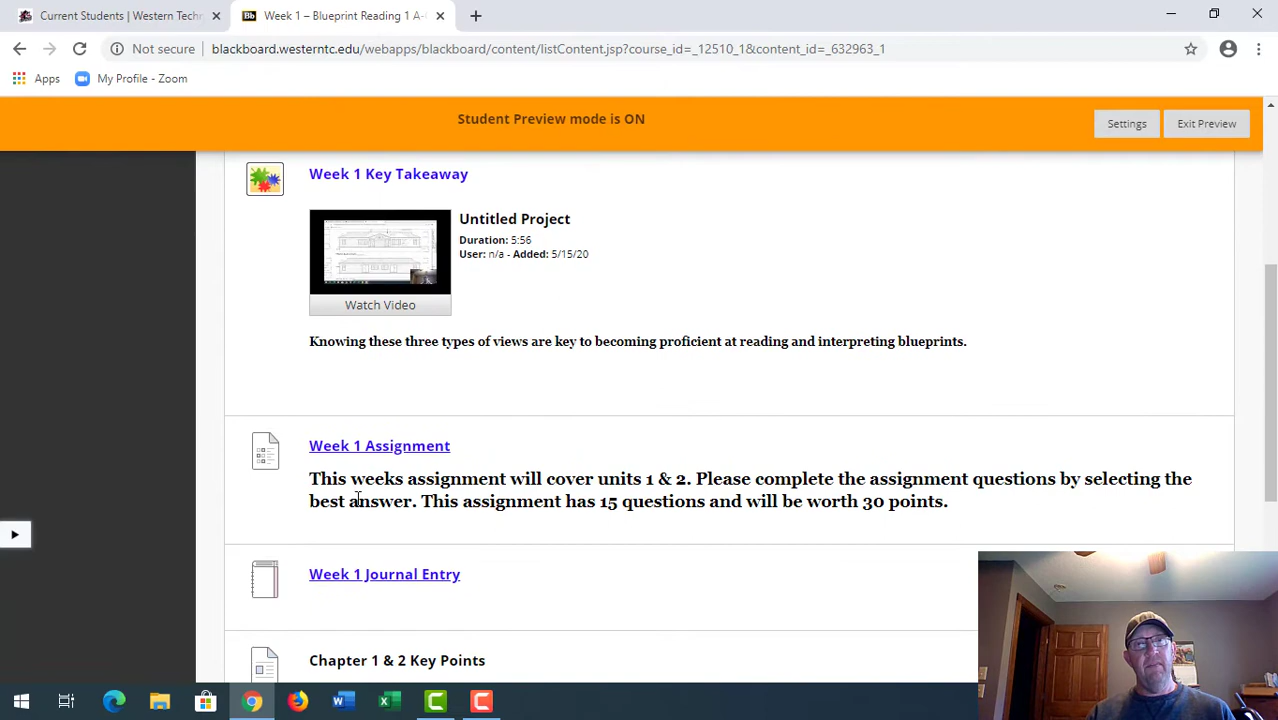 Current Students | Western Techn
Bb Week 1 – Blueprint Reading 1 A-
Not secure blackboard.westerntc.edu/webapps/blackboard/content/listContent.jsp?course_id=_12510_1&content_id=_632963_1
Apps My Profile - Zoom
Student Preview mode is ON
Settings
Exit Preview
Week 1 Key Takeaway
Untitled Project
Duration: 5:56
User: n/a - Added: 5/15/20
Watch Video
Knowing these three types of views are key to becoming proficient at reading and interpreting blueprints.
Week 1 Assignment
This weeks assignment will cover units 1 & 2. Please complete the assignment questions by selecting the
best answer. This assignment has 15 questions and will be worth 30 points.
Week 1 Journal Entry
Chapter 1 & 2 Key Points